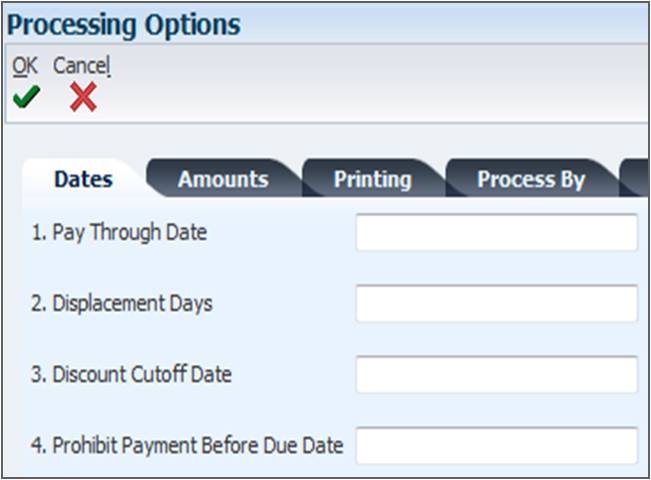 Processing Options
OK Cancel
Dates Amounts Printing Process By
1. Pay Through Date
2. Displacement Days
3. Discount Cutoff Date
4. Prohibit Payment Before Due Date